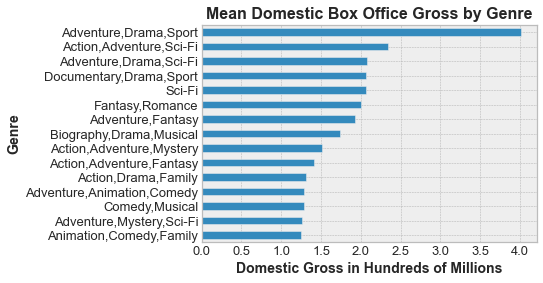 Mean Domestic Box Office Gross by Genre
Adventure,Drama,Sport
Action,Adventure,Sci-Fi
Adventure,Drama,Sci-Fi
Documentary,Drama,Sport
Sci-Fi
Fantasy,Romance
Adventure,Fantasy
Biography,Drama,Musical
Action,Adventure,Mystery
Action,Adventure,Fantasy
Action,Drama,Family
Adventure,Animation,Comedy
Comedy,Musical
Adventure,Mystery,Sci-Fi
Animation,Comedy,Family
Genre
0.0 0.5 1.0 1.5 2.0 2.5 3.0 3.5 4.0
Domestic Gross in Hundreds of Millions